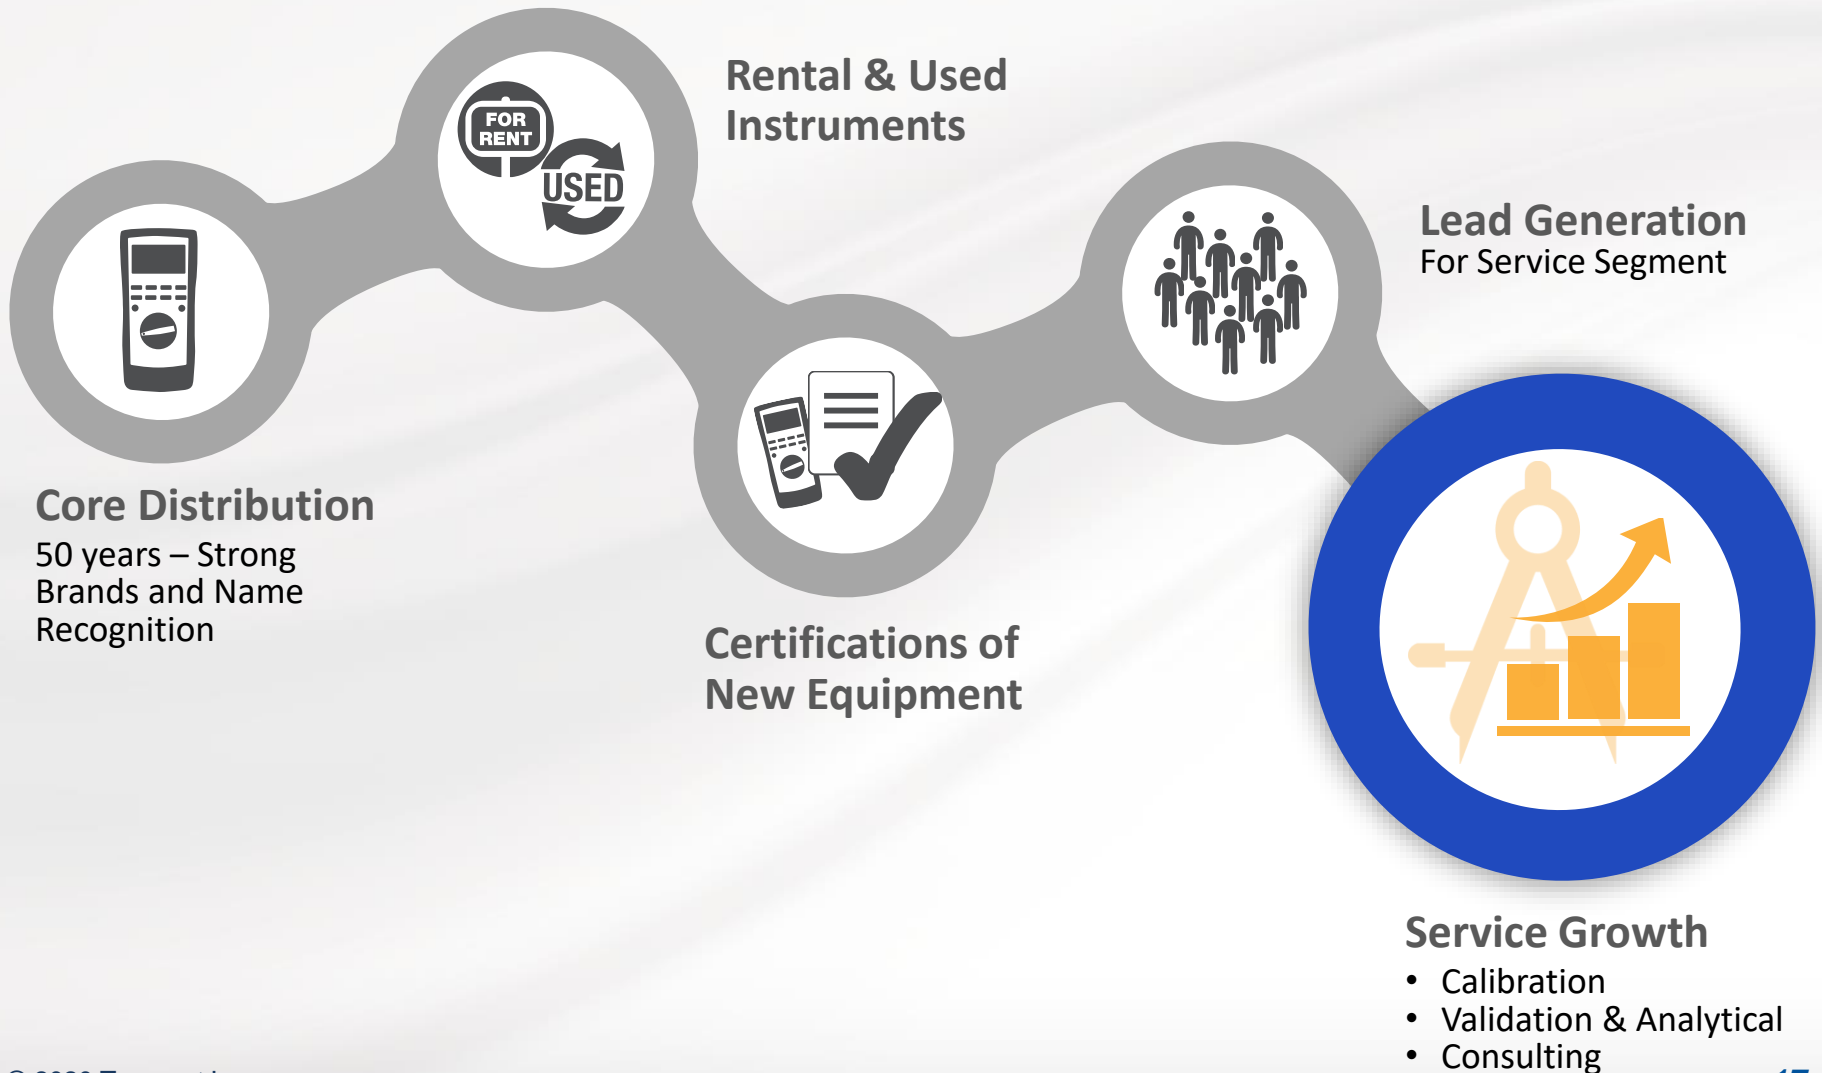 FOR
RENT
USED
Rental & Used
Instruments
Lead Generation
For Service Segment
Core Distribution
50 years – Strong
Brands and Name
Recognition
Certifications of
New Equipment
Service Growth
• Calibration
• Validation & Analytical
• Consulting